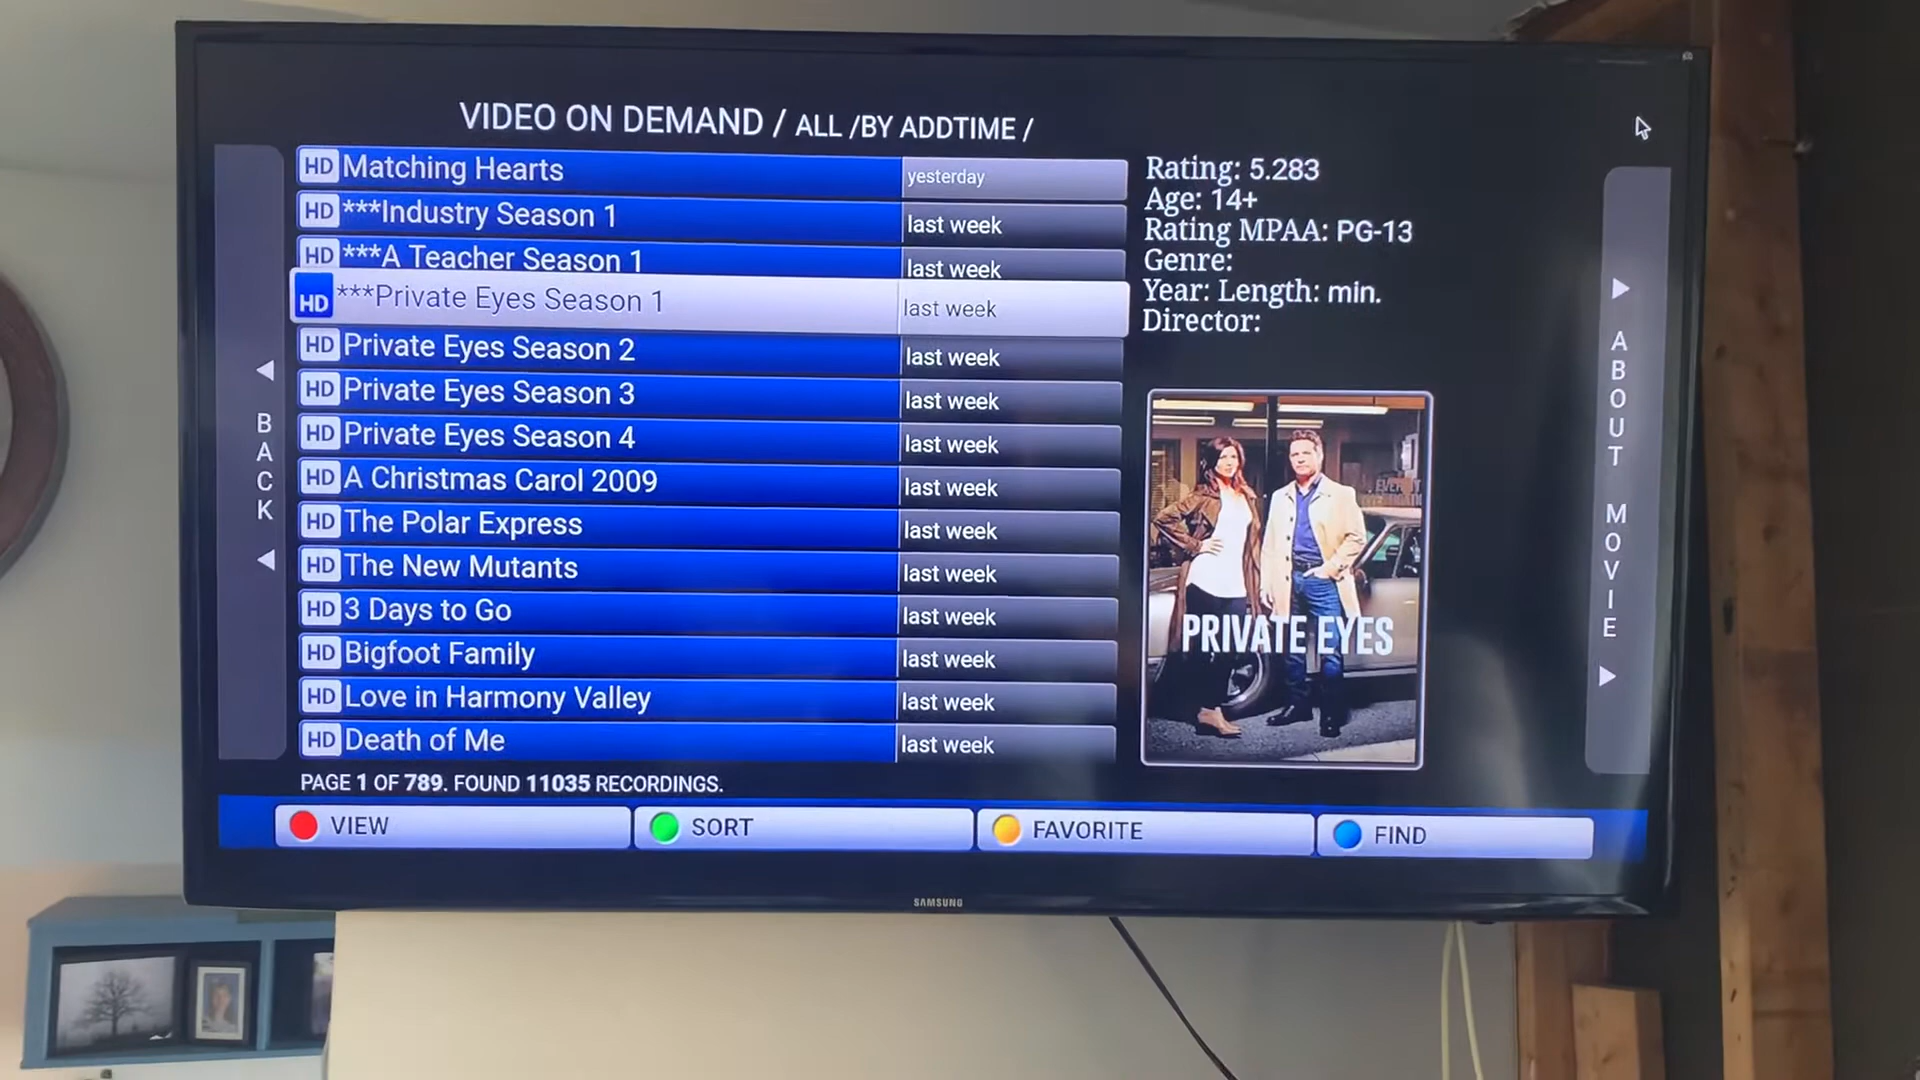 VIDEO ON DEMAND / ALL /BY ADDTIME /
HD Matching Hearts yesterday
HD ***Industry Season 1 last week
HD ***A Teacher Season 1 last week
HD ***Private Eyes Season 1 last week
HD Private Eyes Season 2 last week
HD Private Eyes Season 3 last week
HD Private Eyes Season 4 last week
HD A Christmas Carol 2009 last week
HD The Polar Express last week
HD The New Mutants last week
HD 3 Days to Go last week
HD Bigfoot Family last week
HD Love in Harmony Valley last week
HD Death of Me last week
PAGE 1 OF 789. FOUND 11035 RECORDINGS.
BACK
Rating: 5.283
Age: 14+
Rating MPAA: PG-13
Genre:
Year: Length: min.
Director:
PRIVATE EYES
ABOUT MOVIE
VIEW
SORT
FAVORITE
FIND
SAMSUNG